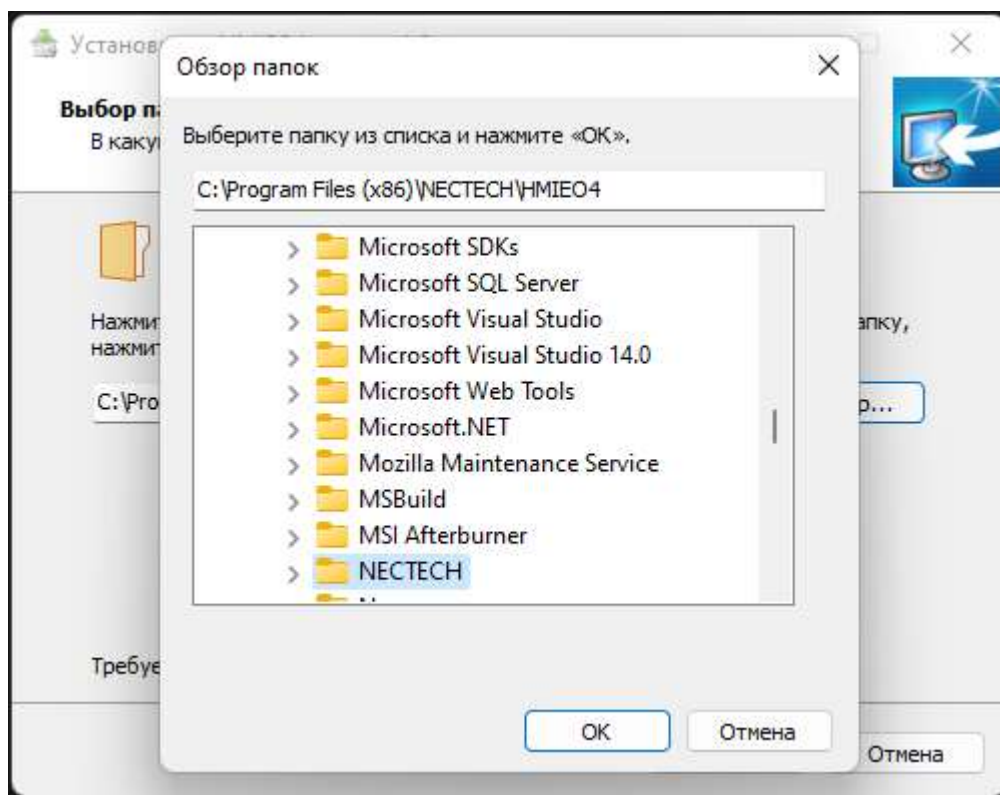 Установ
Обзор папок
Выбор па
В каку
Выберите папку из списка и нажмите «ОК».
C:\Program Files (x86)\NECTECH\HMIEO4
Microsoft SDKs
Microsoft SQL Server
Microsoft Visual Studio
Microsoft Visual Studio 14.0
Microsoft Web Tools
Microsoft.NET
Mozilla Maintenance Service
MSBuild
MSI Afterburner
NECTECH
Нажми
апку,
нажмит
C:\Pro
р...
Требуе
ОК
Отмена
Отмена